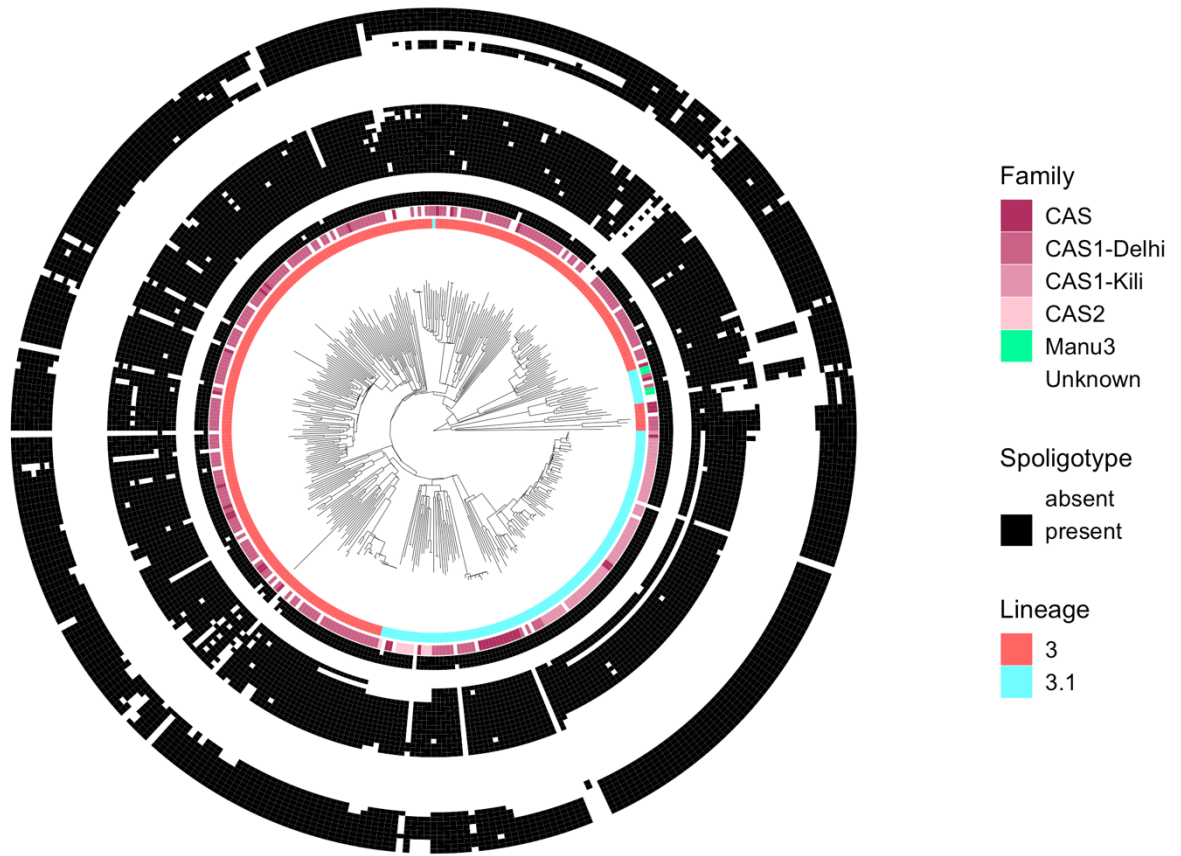 Family
CAS
CAS1-Delhi
CAS1-Kili
CAS2
Manu3
Unknown
Spoligotype
absent
present
Lineage
3
3.1